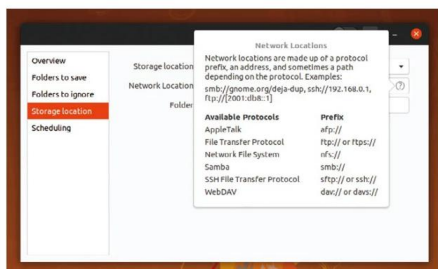 Overview
Folders to save
Folders to ignore
Storage location
Scheduling
Storage location
Network Location
Folder
Network Locations
Network locations are made up of a protocol
prefix, an address, and sometimes a path
depending on the protocol. Examples:
smb://gnome.org/deja-dup, ssh://192.168.0.1,
ftp://[2001:db8::1]
Available Protocols Prefix
AppleTalk afp://
File Transfer Protocol ftp:// or ftps://
Network File System nfs://
Samba smb://
SSH File Transfer Protocol sftp:// or ssh://
WebDAV dav:// or davs://